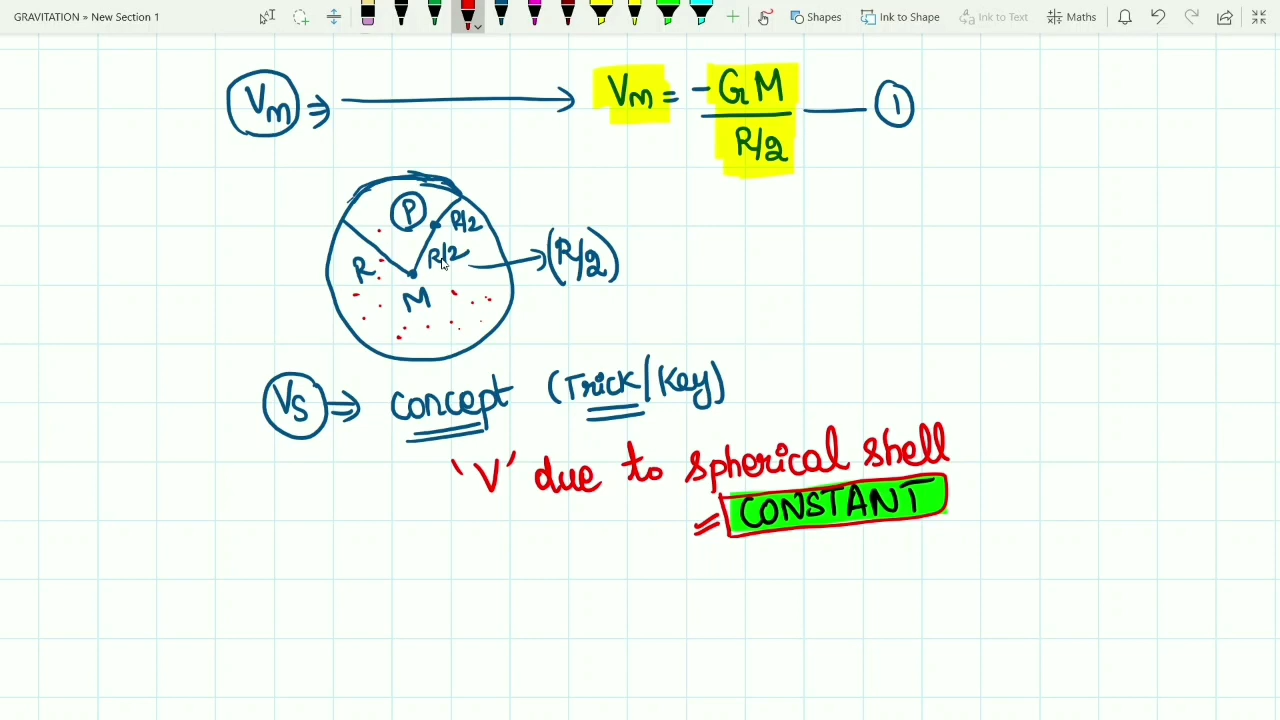 GRAVITATION » New Section 1
Shapes
Ink to Shape
Ink to Text
Maths
Vm ⇒ → Vm = -GM / R/2 — 1
P
R/2
R/2
R
M
(R/2)
Vs ⇒ concept (Trick/Key)
'V' due to spherical shell
= CONSTANT